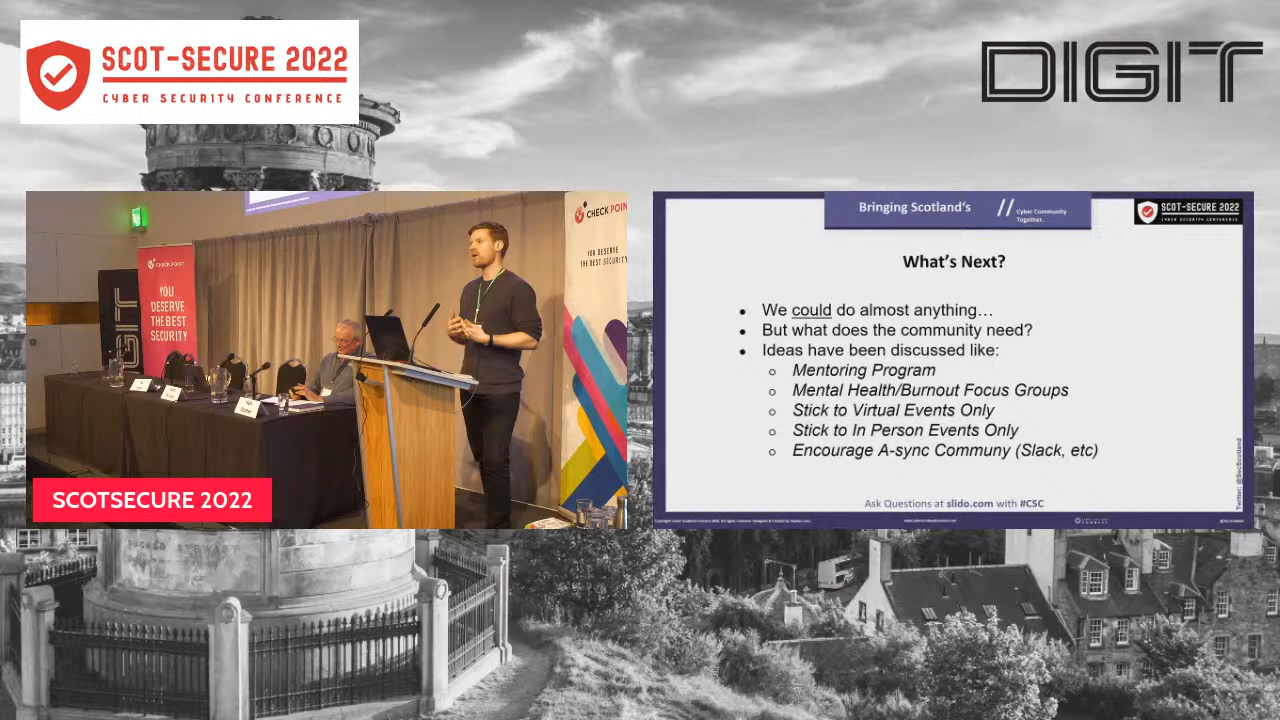 SCOT-SECURE 2022
CYBER SECURITY CONFERENCE
DIGIT
CHECK POINT
YOU
DESERVE
THE BEST
SECURITY
CHECK POIN
YOU DESERVE
THE BEST SECURITY
SCOTSECURE 2022
Bringing Scotland's
// Cyber Community
Together.
SCOT-SECURE 2022
CYBER SECURITY CONFERENCE
What's Next?
• We could do almost anything…
• But what does the community need?
• Ideas have been discussed like:
○ Mentoring Program
○ Mental Health/Burnout Focus Groups
○ Stick to Virtual Events Only
○ Stick to In Person Events Only
○ Encourage A-sync Communy (Slack, etc)
Ask Questions at slido.com with #CSC